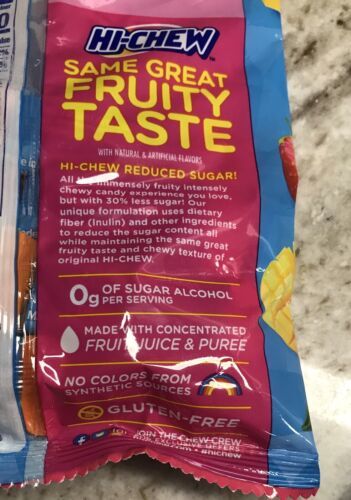 HI-CHEW
SAME GREAT
FRUITY
TASTE
WITH NATURAL & ARTIFICIAL FLAVORS
HI-CHEW REDUCED SUGAR!
All the immensely fruity intensely
chewy candy experience you love,
but with 30% less sugar! Our
unique formulation uses dietary
fiber (Inulin) and other ingredients
to reduce the sugar content all
while maintaining the same great
fruity taste and chewy texture of
original HI-CHEW.
0g OF SUGAR ALCOHOL
PER SERVING
MADE WITH CONCENTRATED
FRUIT JUICE & PUREE
NO COLORS FROM
SYNTHETIC SOURCES
GLUTEN-FREE
JOIN THE CHEW CREW
EXCLUSIVE OFFERS
#hichew